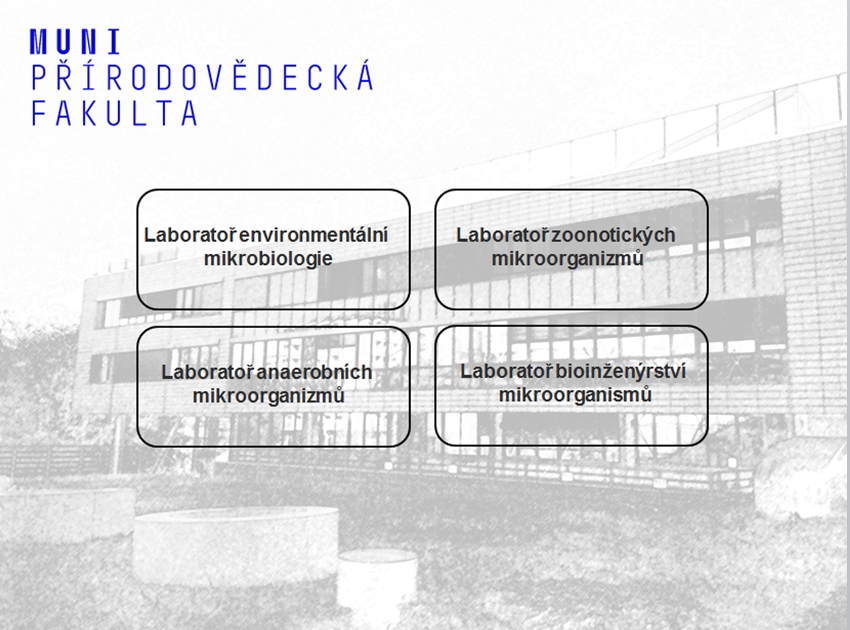 MUNI
PŘÍRODOVĚDECKÁ
FAKULTA
Laboratoř environmentální
mikrobiologie
Laboratoř zoonotických
mikroorganizmů
Laboratoř anaerobních
mikroorganizmů
Laboratoř bioinženýrství
mikroorganismů